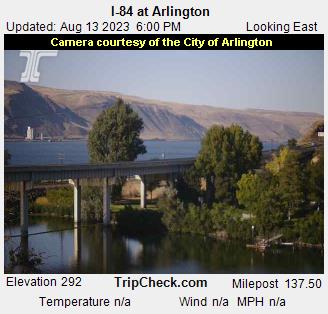 I-84 at Arlington
Updated: Aug 13 2023 6:00 PM Looking East
Camera courtesy of the City of Arlington
Elevation 292 TripCheck.com Milepost 137.50
Temperature n/a Wind n/a MPH n/a